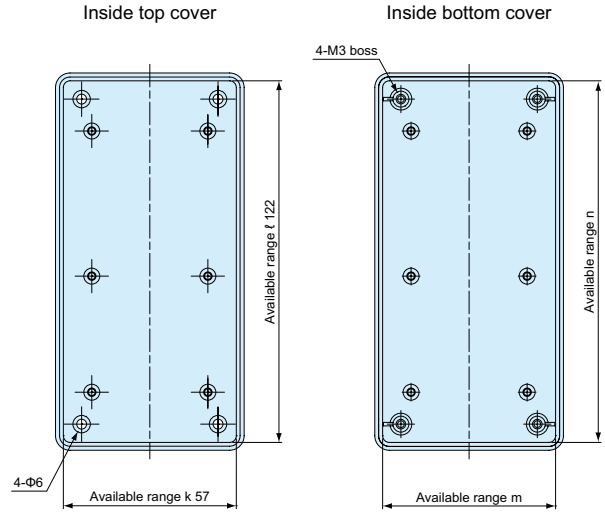 Inside top cover
Inside bottom cover
4-M3 boss
Available range ℓ 122
Available range n
4-Φ6
Available range k 57
Available range m